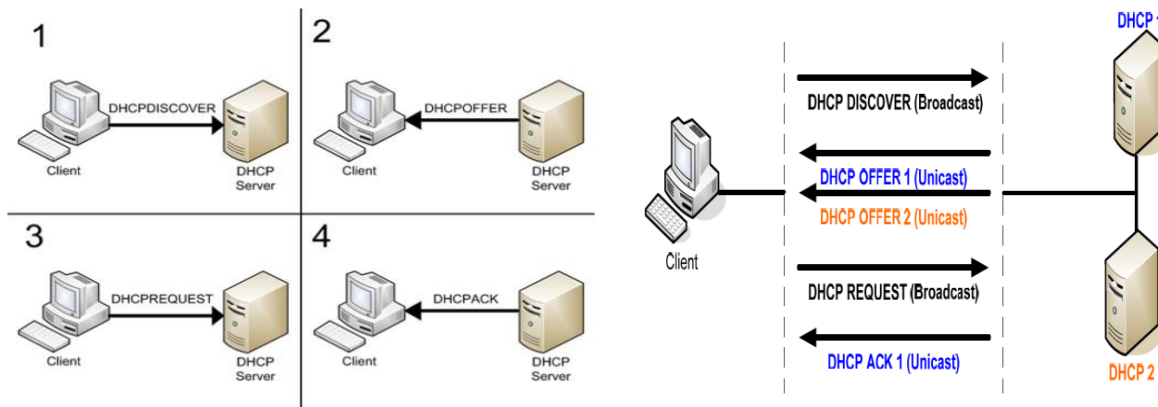 1
DHCPDISCOVER
Client
DHCP
Server
2
DHCPOFFER
Client
DHCP
Server
3
DHCPREQUEST
Client
DHCP
Server
4
DHCPACK
Client
DHCP
Server
DHCP
DHCP DISCOVER (Broadcast)
DHCP OFFER 1 (Unicast)
DHCP OFFER 2 (Unicast)
Client
DHCP REQUEST (Broadcast)
DHCP ACK 1 (Unicast)
DHCP 2